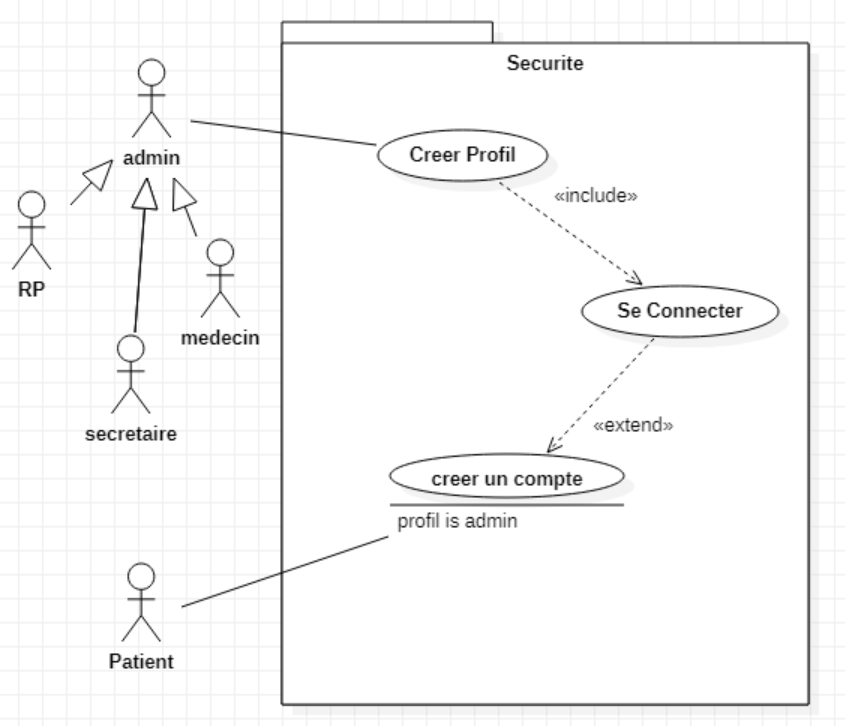 Securite
admin
Creer Profil
«include»
RP
medecin
Se Connecter
secretaire
«extend»
creer un compte
profil is admin
Patient